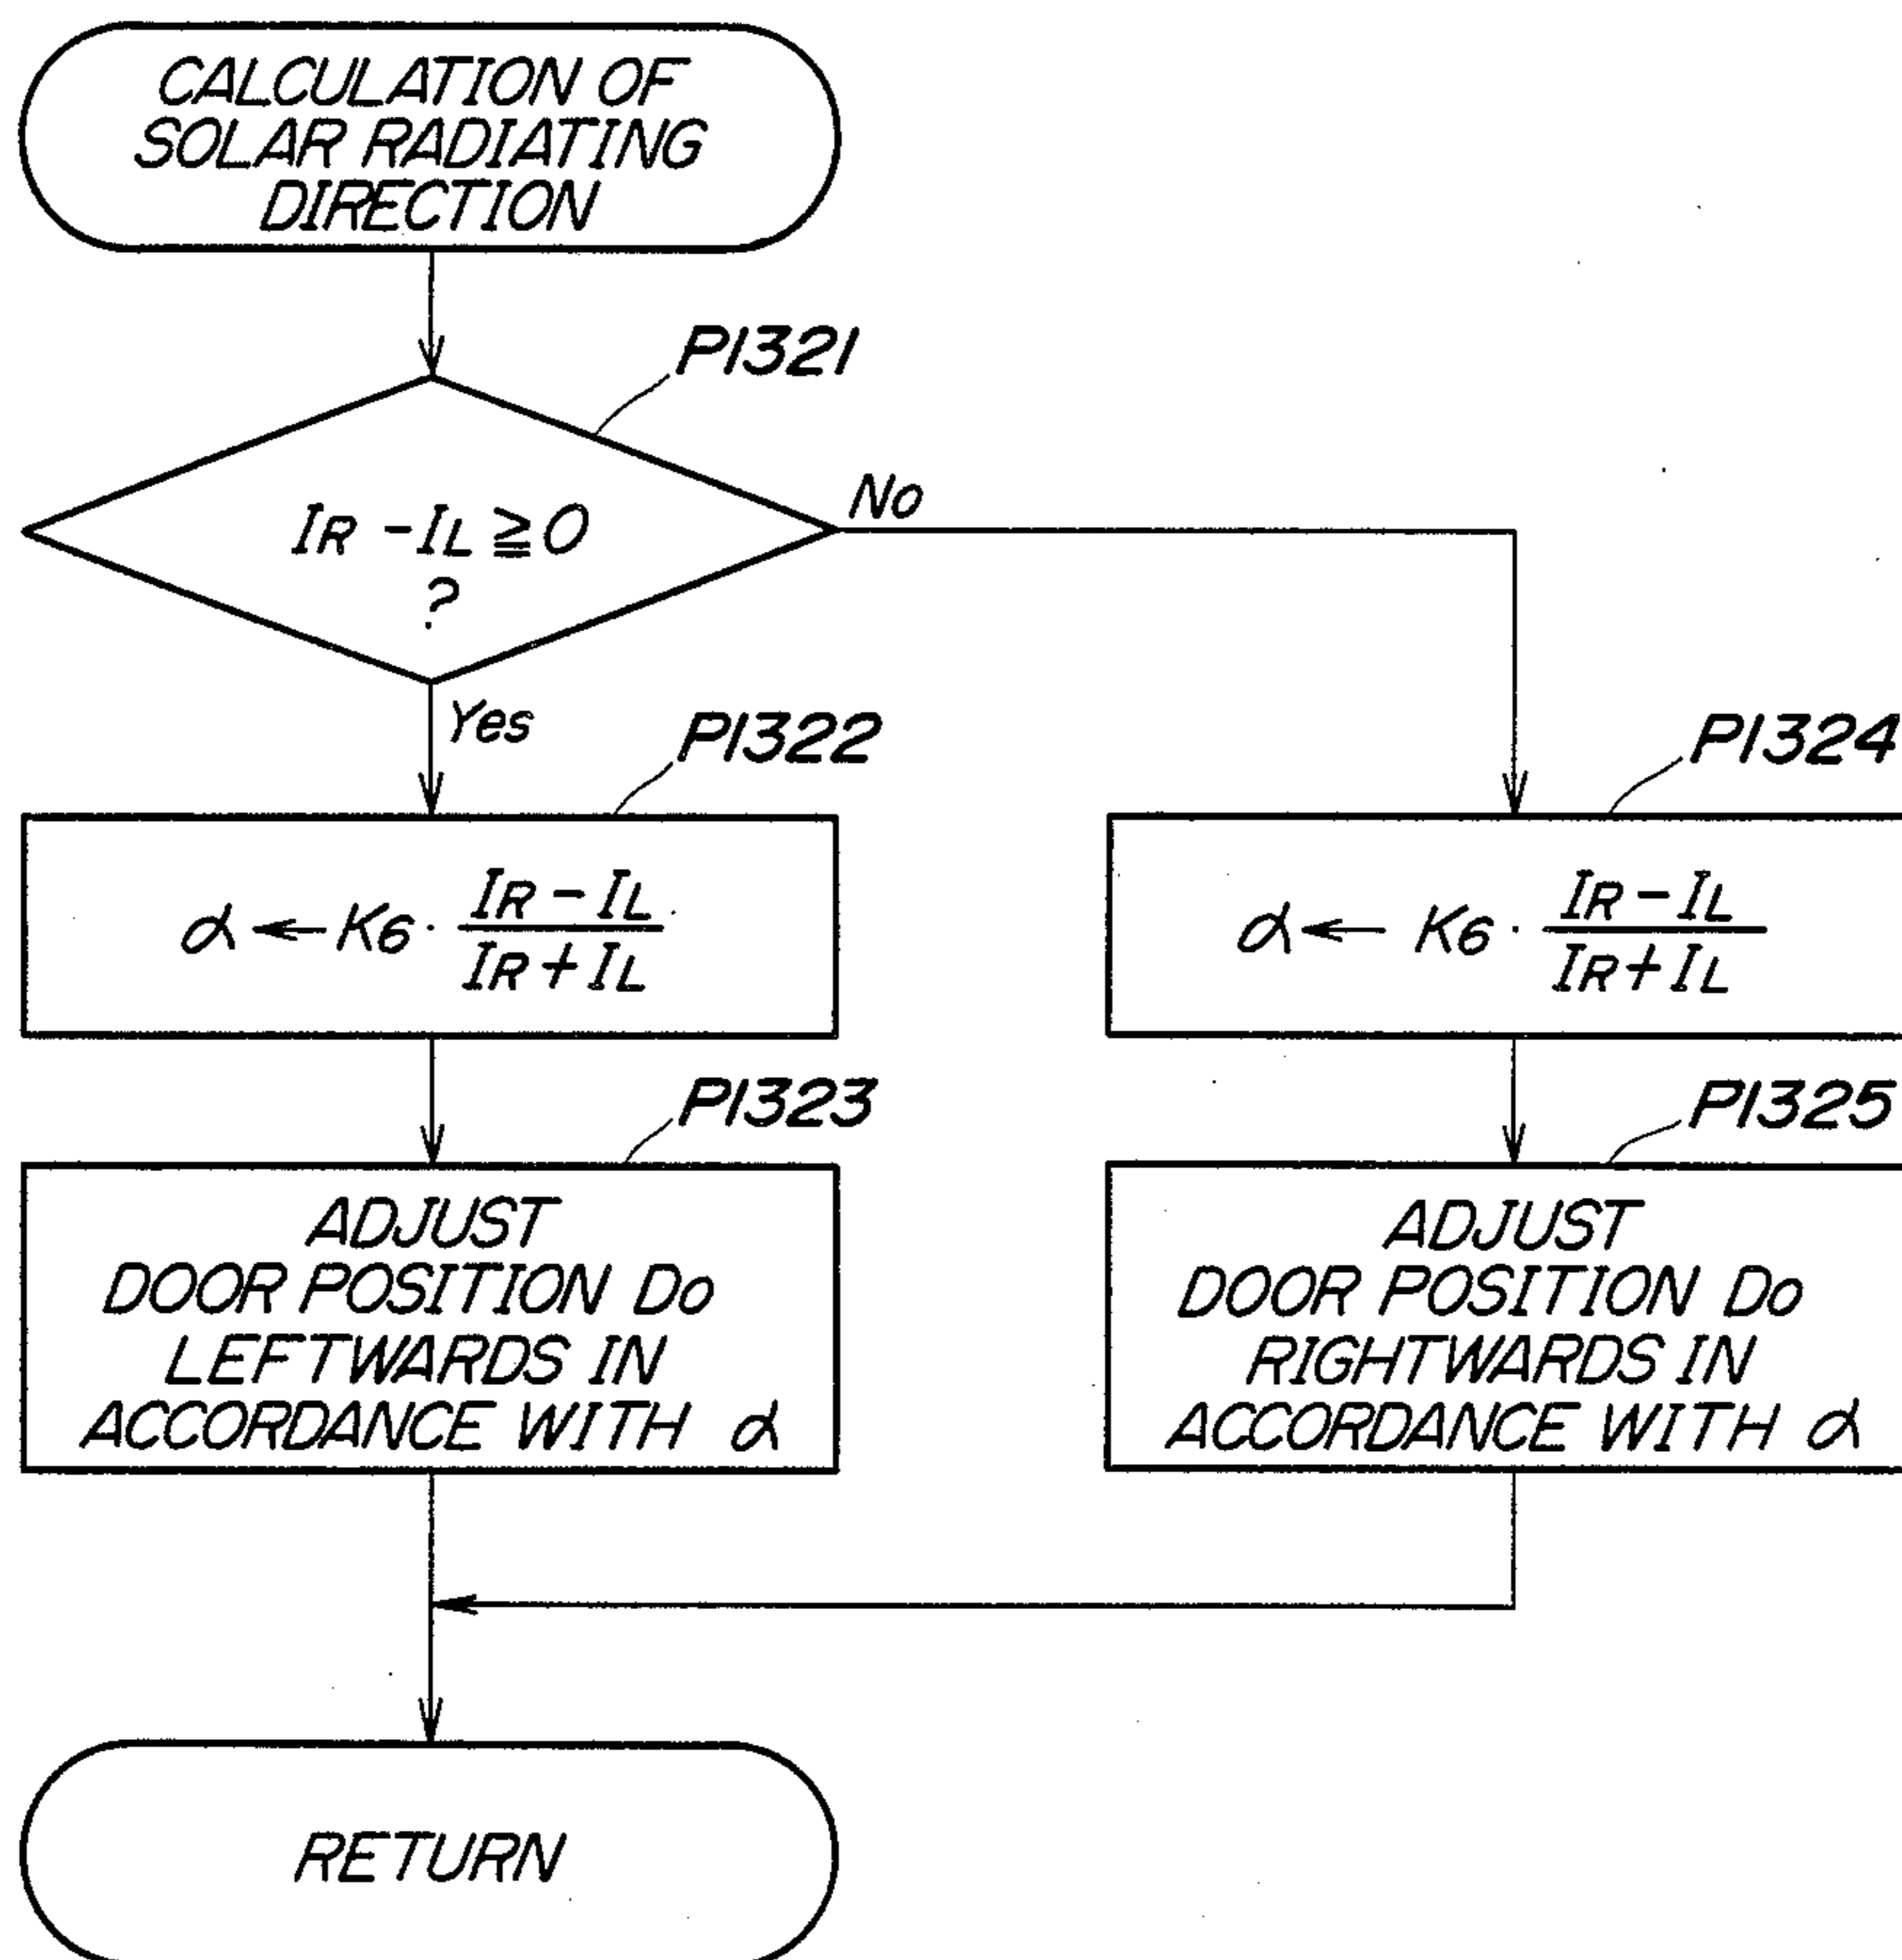 CALCULATION OF
SOLAR RADIATING
DIRECTION
P1321
IR - IL ≧ 0
?
No
Yes
P1322
α ← K6 · (IR - IL) / (IR + IL)
P1324
α ← K6 · (IR - IL) / (IR + IL)
P1323
ADJUST
DOOR POSITION Do
LEFTWARDS IN
ACCORDANCE WITH α
P1325
ADJUST
DOOR POSITION Do
RIGHTWARDS IN
ACCORDANCE WITH α
RETURN